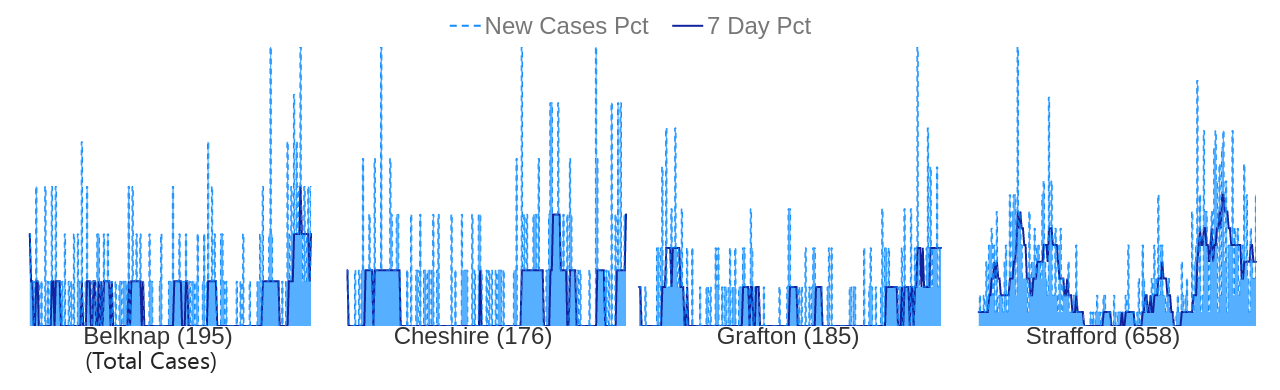 New Cases Pct 7 Day Pct
Belknap (195) Cheshire (176) Grafton (185) Strafford (658)
(Total Cases)